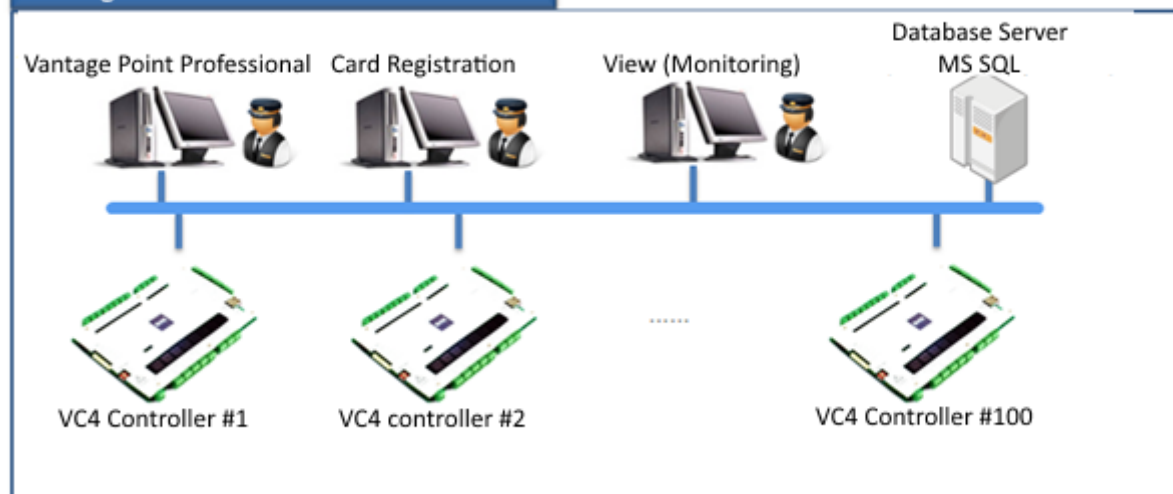 Database Server
Vantage Point Professional Card Registration View (Monitoring) MS SQL
......
VC4 Controller #1 VC4 controller #2 VC4 Controller #100